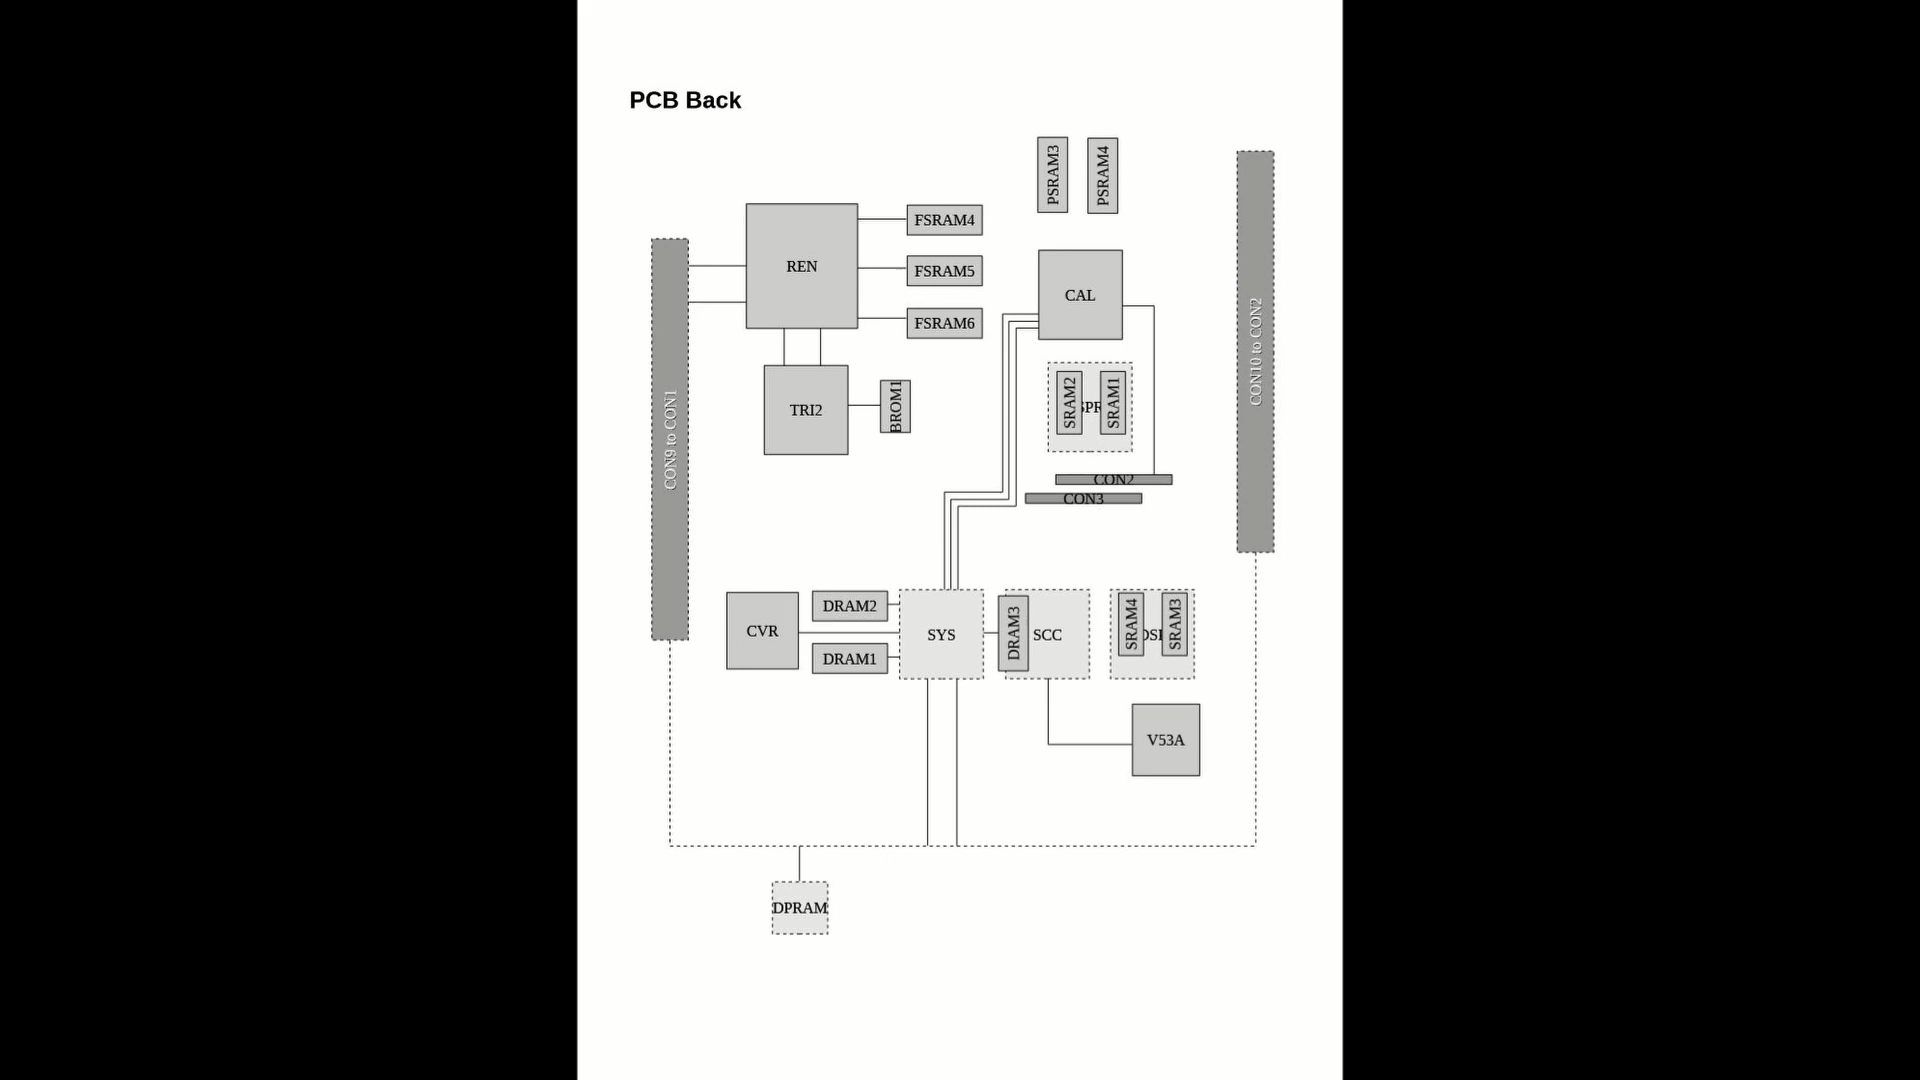 PCB Back
PSRAM3
PSRAM4
REN
FSRAM4
FSRAM5
FSRAM6
CAL
CON10 to CON2
CON9 to CON1
TRI2
BROM1
SRAM2
SRAM1
CON2
CON3
CVR
DRAM2
DRAM1
SYS
DRAM3
SCC
SRAM4
SRAM3
V53A
DPRAM